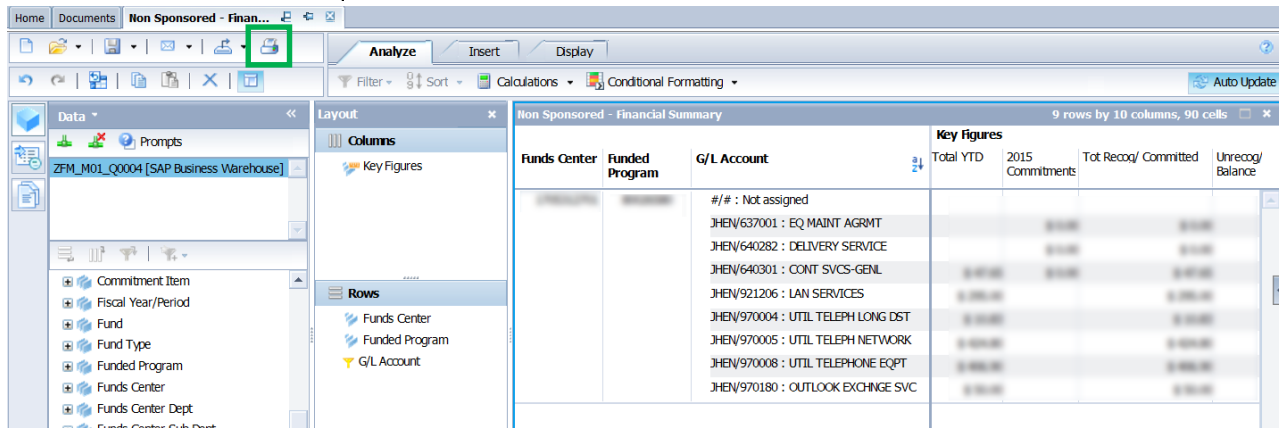 Home Documents Non Sponsored - Finan...
Analyze Insert Display
Filter Sort Calculations Conditional Formatting Auto Update
Data
Prompts
ZFM_M01_Q0004 [SAP Business Warehouse]
Commitment Item
Fiscal Year/Period
Fund
Fund Type
Funded Program
Funds Center
Funds Center Dept
Funds Center Sub Dept
Layout
Columns
Key Figures
Rows
Funds Center
Funded Program
G/L Account
Non Sponsored - Financial Summary 9 rows by 10 columns, 90 cells
Key Figures
Funds Center Funded Program G/L Account Total YTD 2015 Commitments Tot Recog/ Committed Unrecog/ Balance
#/# : Not assigned
JHEN/637001 : EQ MAINT AGRMT
JHEN/640282 : DELIVERY SERVICE
JHEN/640301 : CONT SVCS-GENL
JHEN/921206 : LAN SERVICES
JHEN/970004 : UTIL TELEPH LONG DST
JHEN/970005 : UTIL TELEPH NETWORK
JHEN/970008 : UTIL TELEPHONE EQPT
JHEN/970180 : OUTLOOK EXCHNGE SVC